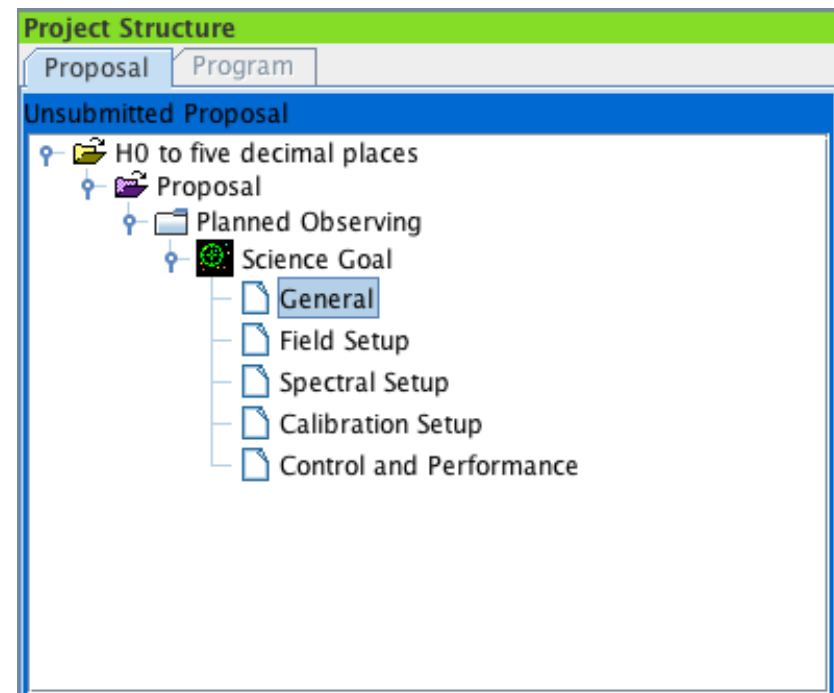 Project Structure
Proposal Program
Unsubmitted Proposal
H0 to five decimal places
Proposal
Planned Observing
Science Goal
General
Field Setup
Spectral Setup
Calibration Setup
Control and Performance